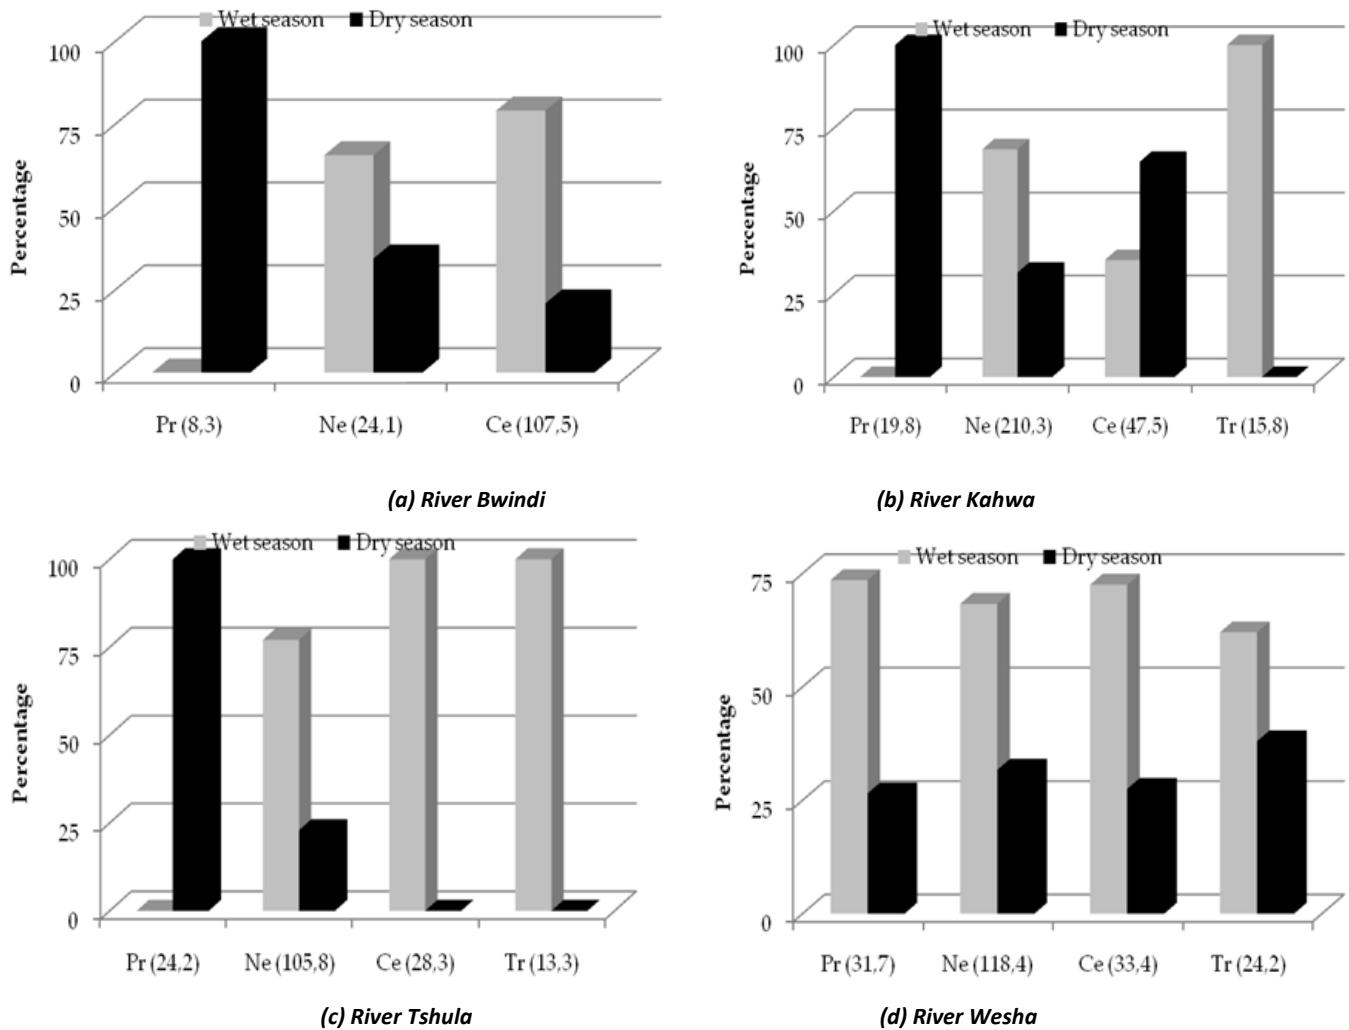 Wet season Dry season
100
75
50
25
0
Percentage
Pr (8,3) Ne (24,1) Ce (107,5)
(a) River Bwindi
Wet season Dry season
100
75
50
25
0
Percentage
Pr (19,8) Ne (210,3) Ce (47,5) Tr (15,8)
(b) River Kahwa
Wet season Dry season
100
75
50
25
0
Percentage
Pr (24,2) Ne (105,8) Ce (28,3) Tr (13,3)
(c) River Tshula
Wet season Dry season
75
50
25
0
Percentage
Pr (31,7) Ne (118,4) Ce (33,4) Tr (24,2)
(d) River Wesha